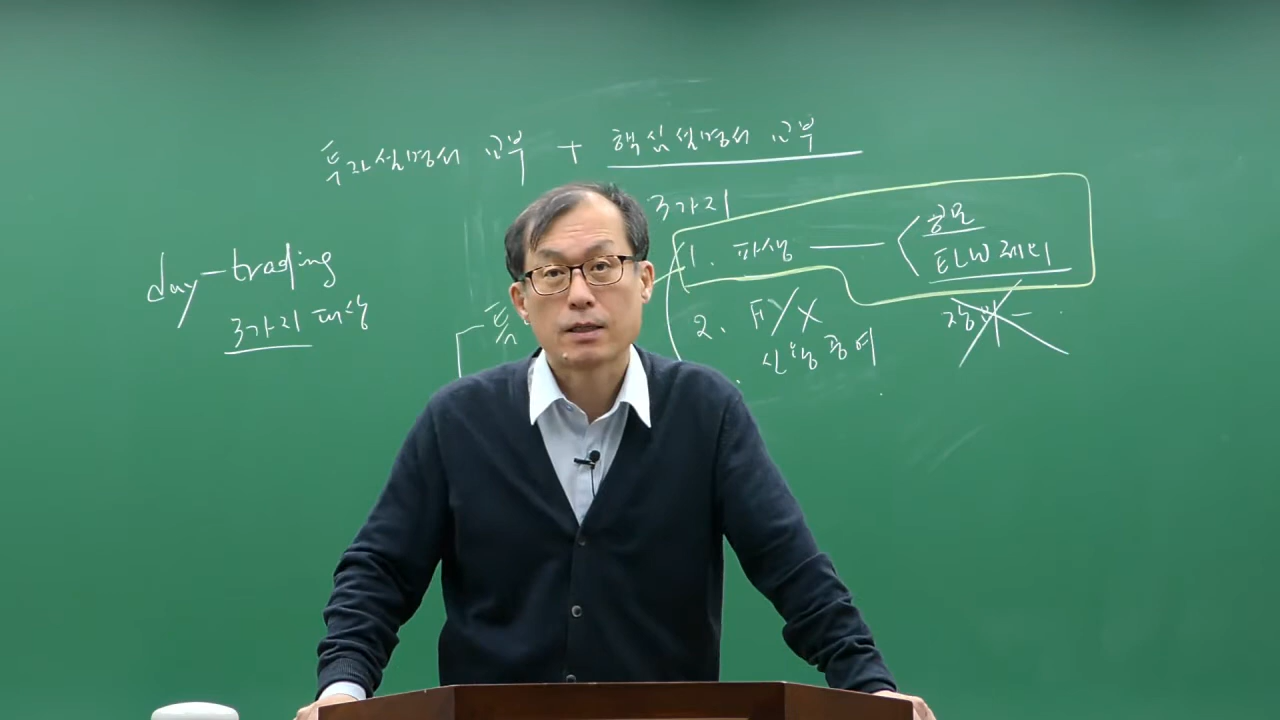 투자설명서 교부 + 핵심설명서 교부
3가지
1. 파생 공모
ELW 제외
2. FX
신용공여
day-trading
3가지 대상